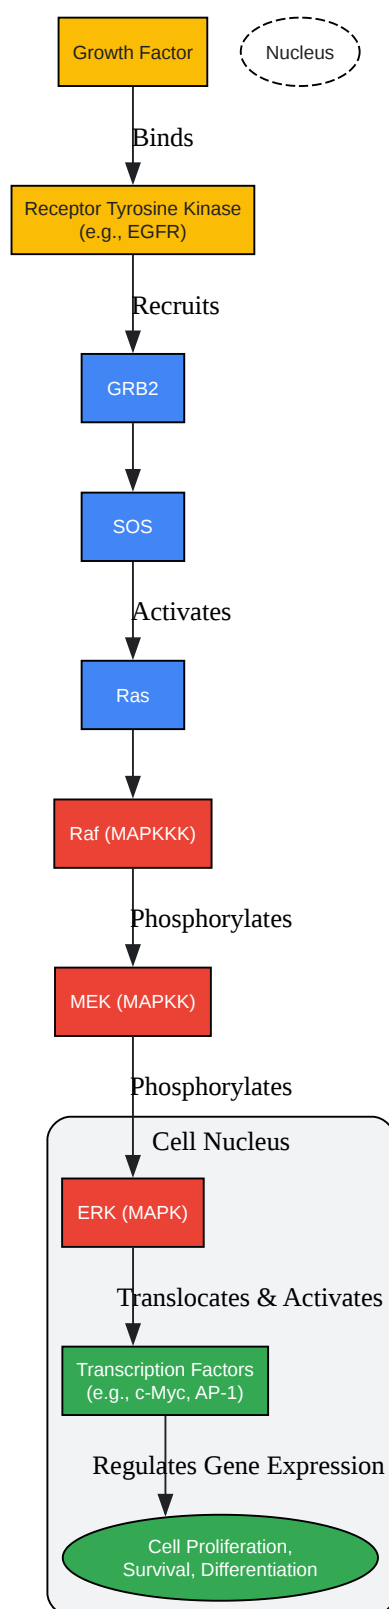 Growth Factor
Nucleus
Binds
Receptor Tyrosine Kinase
(e.g., EGFR)
Recruits
GRB2
SOS
Activates
Ras
Raf (MAPKKK)
Phosphorylates
MEK (MAPKK)
Phosphorylates
Cell Nucleus
ERK (MAPK)
Translocates & Activates
Transcription Factors
(e.g., c-Myc, AP-1)
Regulates Gene Expression
Cell Proliferation,
Survival, Differentiation